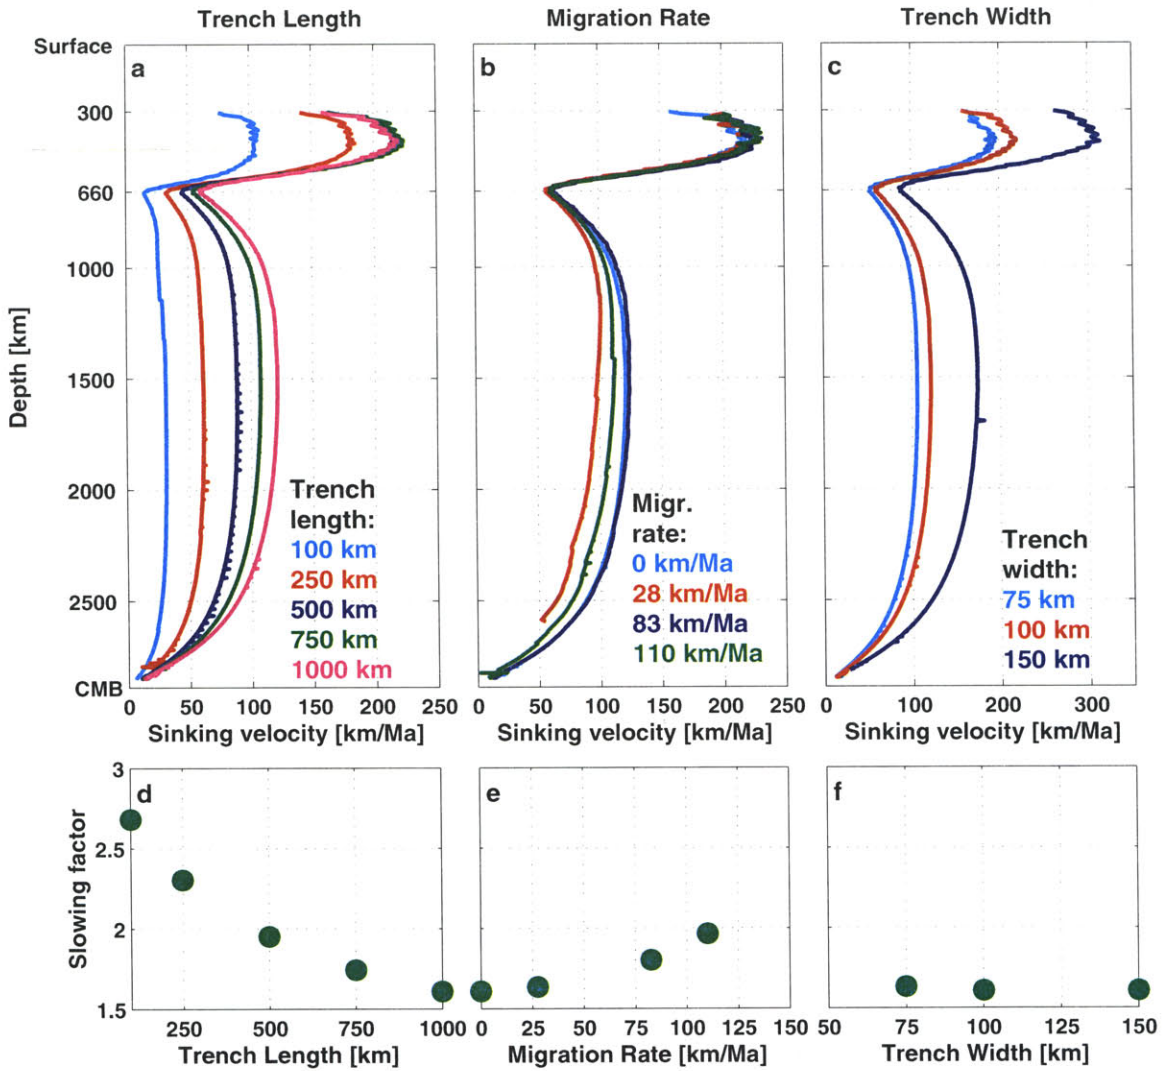 Trench Length
Migration Rate
Trench Width
Surface
a
b
c
300
660
1000
1500
2000
2500
CMB
Depth [km]
Trench
length:
100 km
250 km
500 km
750 km
1000 km
Migr.
rate:
0 km/Ma
28 km/Ma
83 km/Ma
110 km/Ma
Trench
width:
75 km
100 km
150 km
0 50 100 150 200 250
0 50 100 150 200 250
0 100 200 300
Sinking velocity [km/Ma]
Sinking velocity [km/Ma]
Sinking velocity [km/Ma]
d
e
f
3
2.5
2
1.5
Slowing factor
250 500 750 1000
0 25 50 75 100 125 150
50 75 100 125 150
Trench Length [km]
Migration Rate [km/Ma]
Trench Width [km]